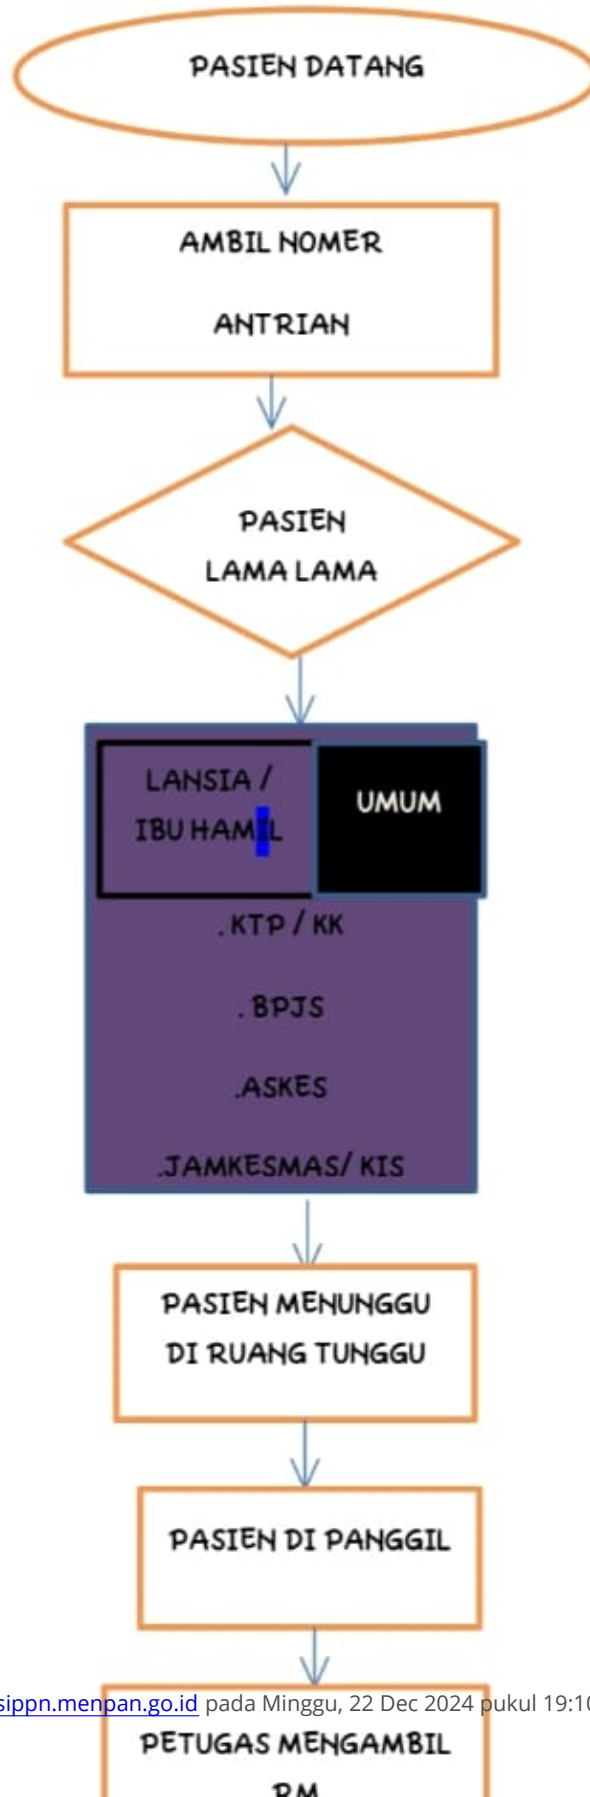 PASIEN DATANG
AMBIL NOMER
ANTRIAN
PASIEN
LAMA LAMA
LANSIA /
IBU HAMIL
UMUM
. KTP / KK
. BPJS
.ASKES
.JAMKESMAS/ KIS
PASIEN MENUNGGU
DI RUANG TUNGGU
PASIEN DI PANGGIL
sippn.menpan.go.id pada Minggu, 22 Dec 2024 pukul 19:10
PETUGAS MENGAMBIL
RM